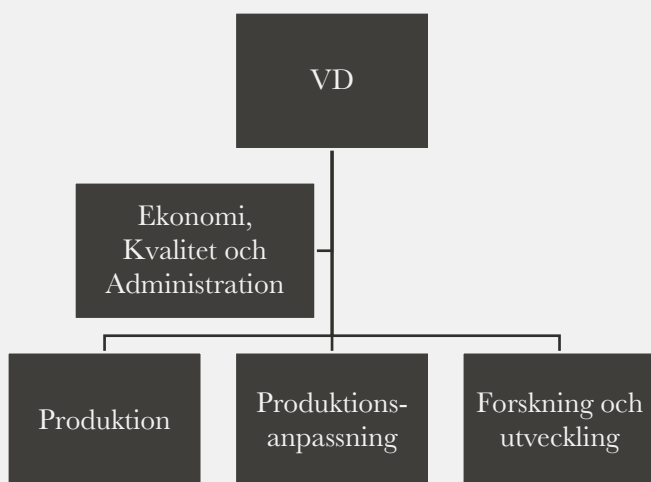 VD
Ekonomi,
Kvalitet och
Administration
Produktion
Produktions-
anpassning
Forskning och
utveckling